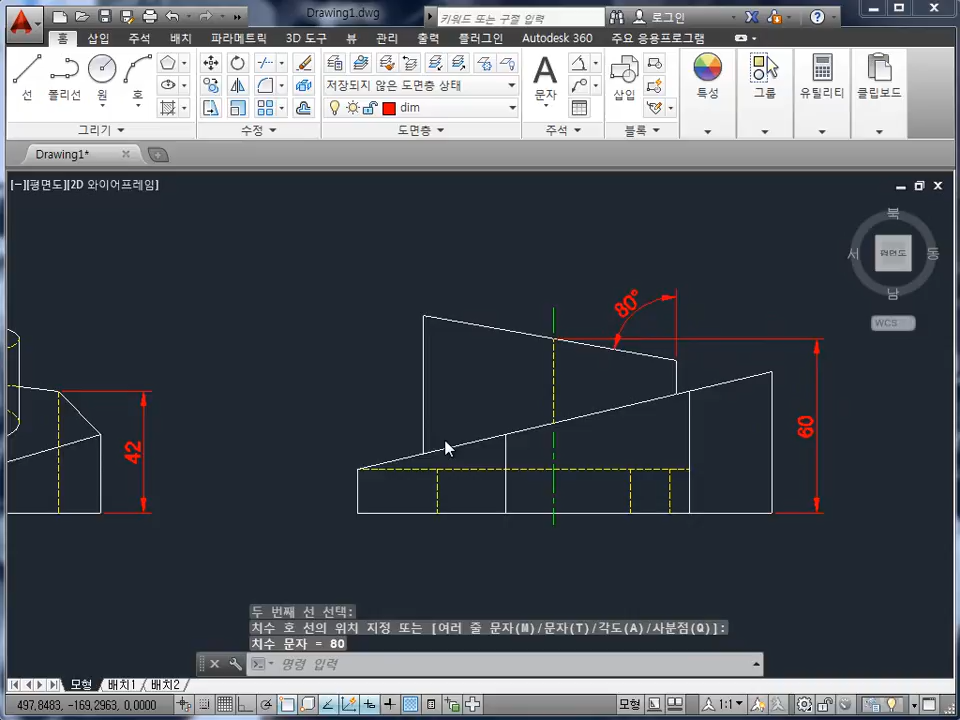 Drawing1.dwg
키워드 또는 구절 입력
로그인
홈 삽입 주석 배치 파라메트릭 3D 도구 뷰 관리 출력 플러그인 Autodesk 360 주요 응용프로그램
선 폴리선 원 호
저장되지 않은 도면층 상태
dim
문자 삽입 특성 그룹 유틸리티 클립보드
그리기 수정 도면층 주석 블록
Drawing1*
[−][평면도][2D 와이어프레임]
북
서 평면도 동
남
WCS
80°
42
60
두 번째 선 선택:
치수 호 선의 위치 지정 또는 [여러 줄 문자(M)/문자(T)/각도(A)/사분점(Q)]:
치수 문자 = 80
명령 입력
모형 배치1 배치2
497.8483, -169.2963, 0,0000
모형
1:1